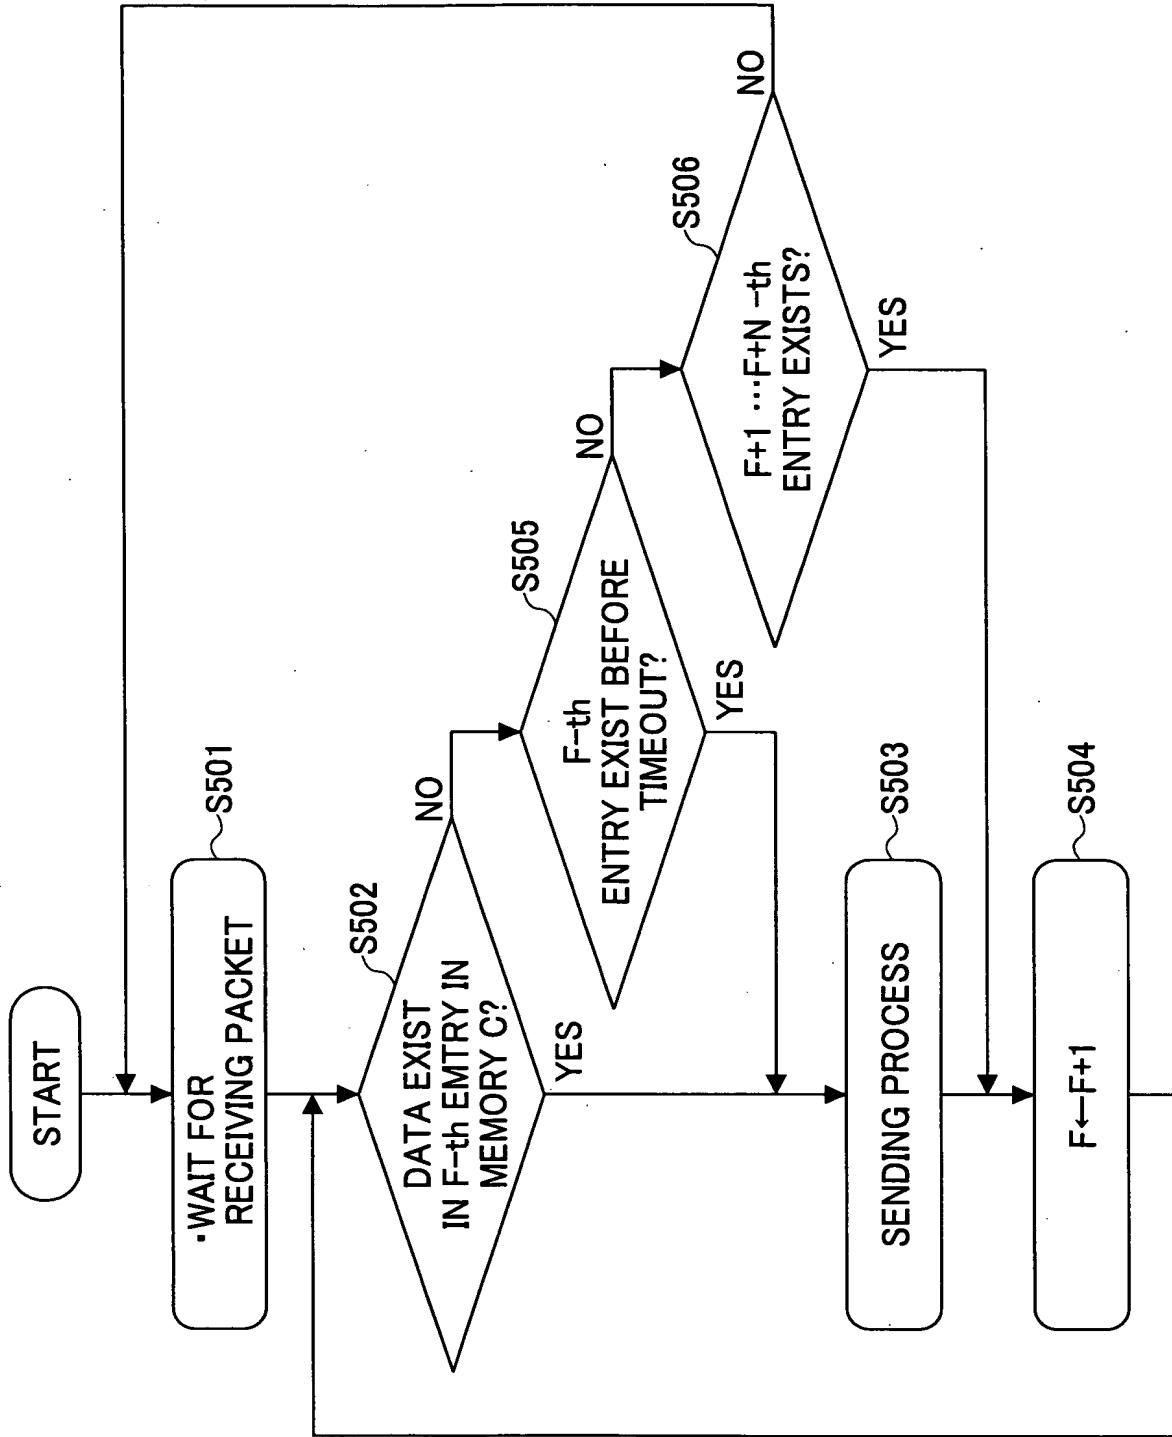 START
·WAIT FOR
RECEIVING PACKET
S501
DATA EXIST
IN F-th EMTRY IN
MEMORY C?
S502
NO
YES
F-th
ENTRY EXIST BEFORE
TIMEOUT?
S505
NO
YES
F+1 ···F+N -th
ENTRY EXISTS?
S506
NO
YES
SENDING PROCESS
S503
F←F+1
S504